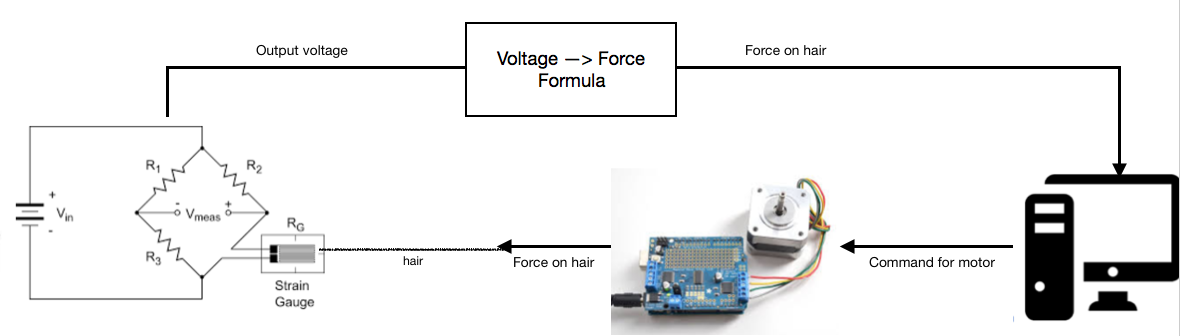 Output voltage
Voltage —> Force
Formula
Force on hair
R1
R2
+
Vin
-
- Vmeas +
R3
RG
Strain
Gauge
hair
Force on hair
Command for motor